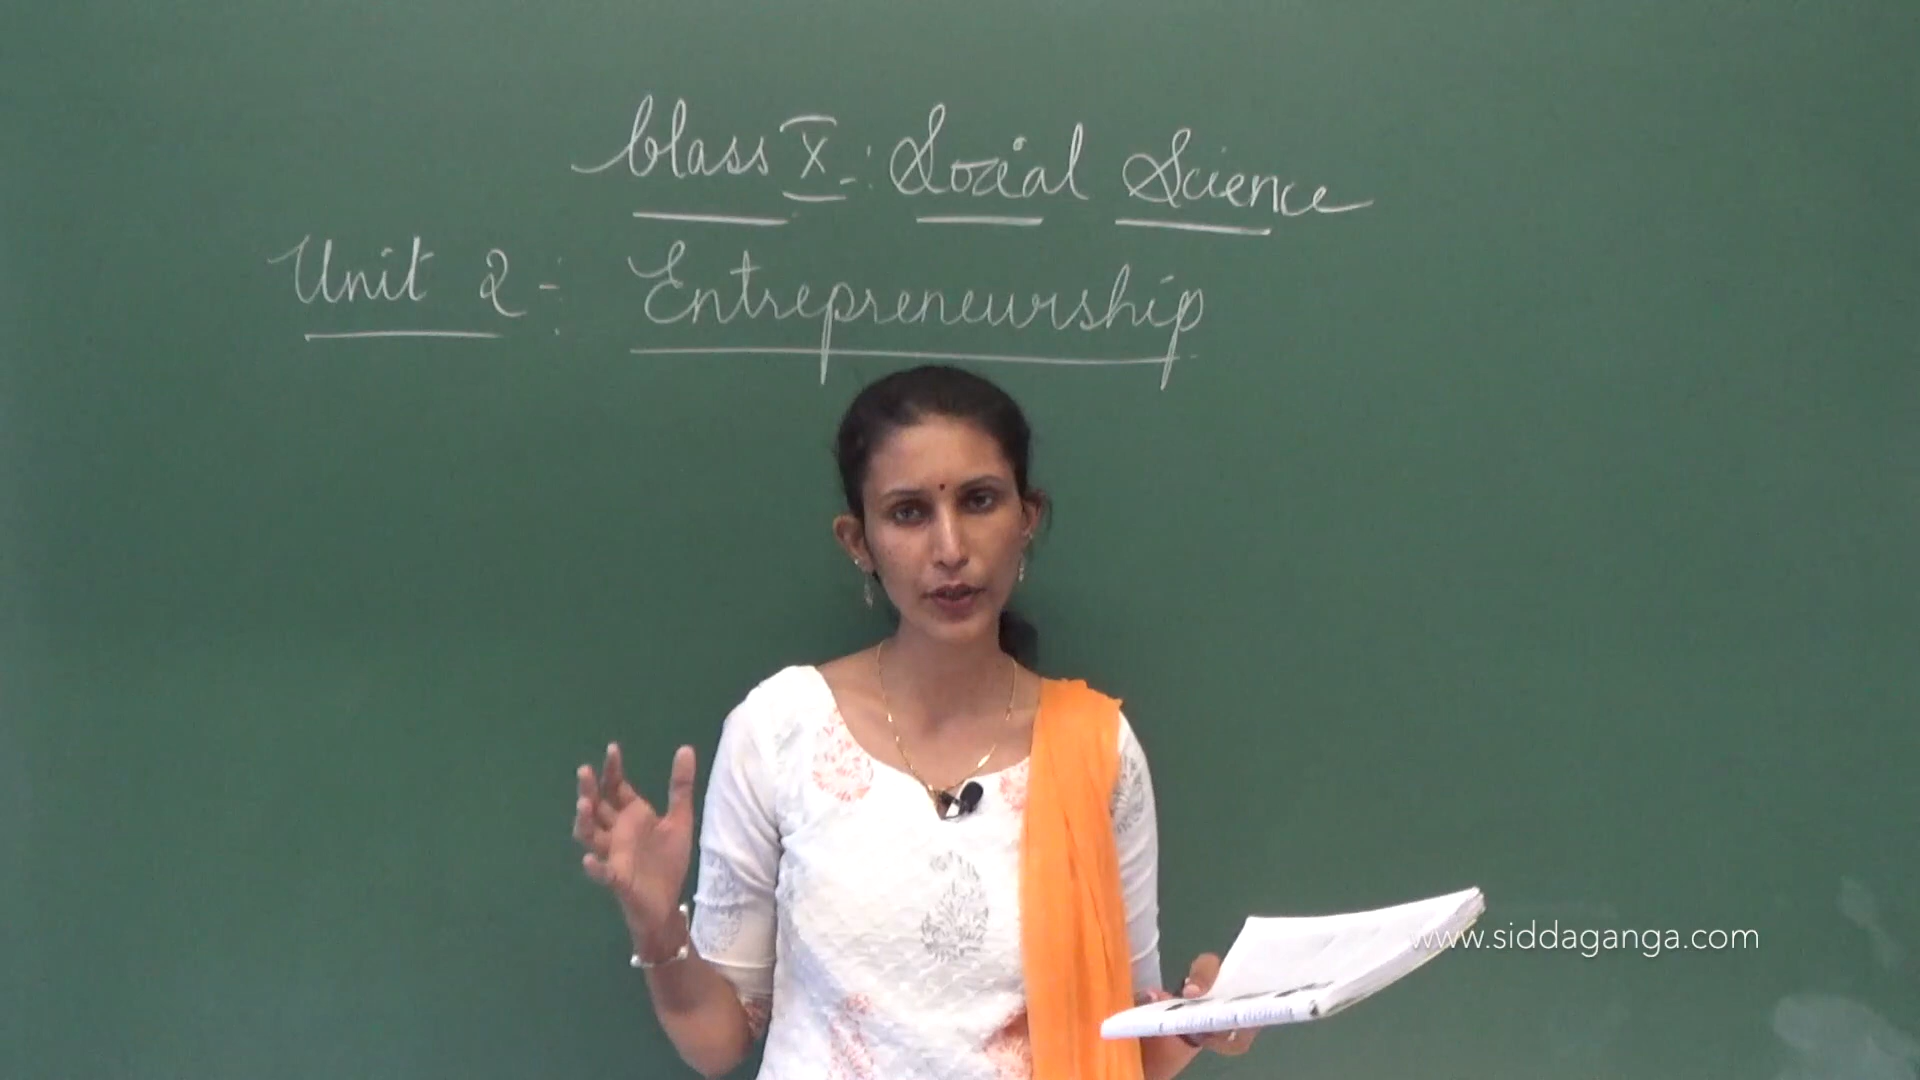 Class X : Social Science
Unit 2 : Entrepreneurship
www.siddaganga.com